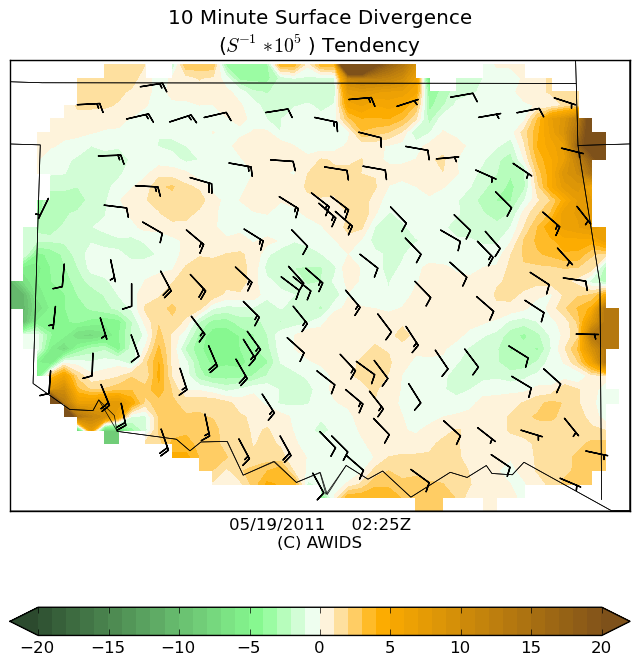 10 Minute Surface Divergence
(S⁻¹ ∗10⁵ ) Tendency
05/19/2011 02:25Z
(C) AWIDS
−20 −15 −10 −5 0 5 10 15 20